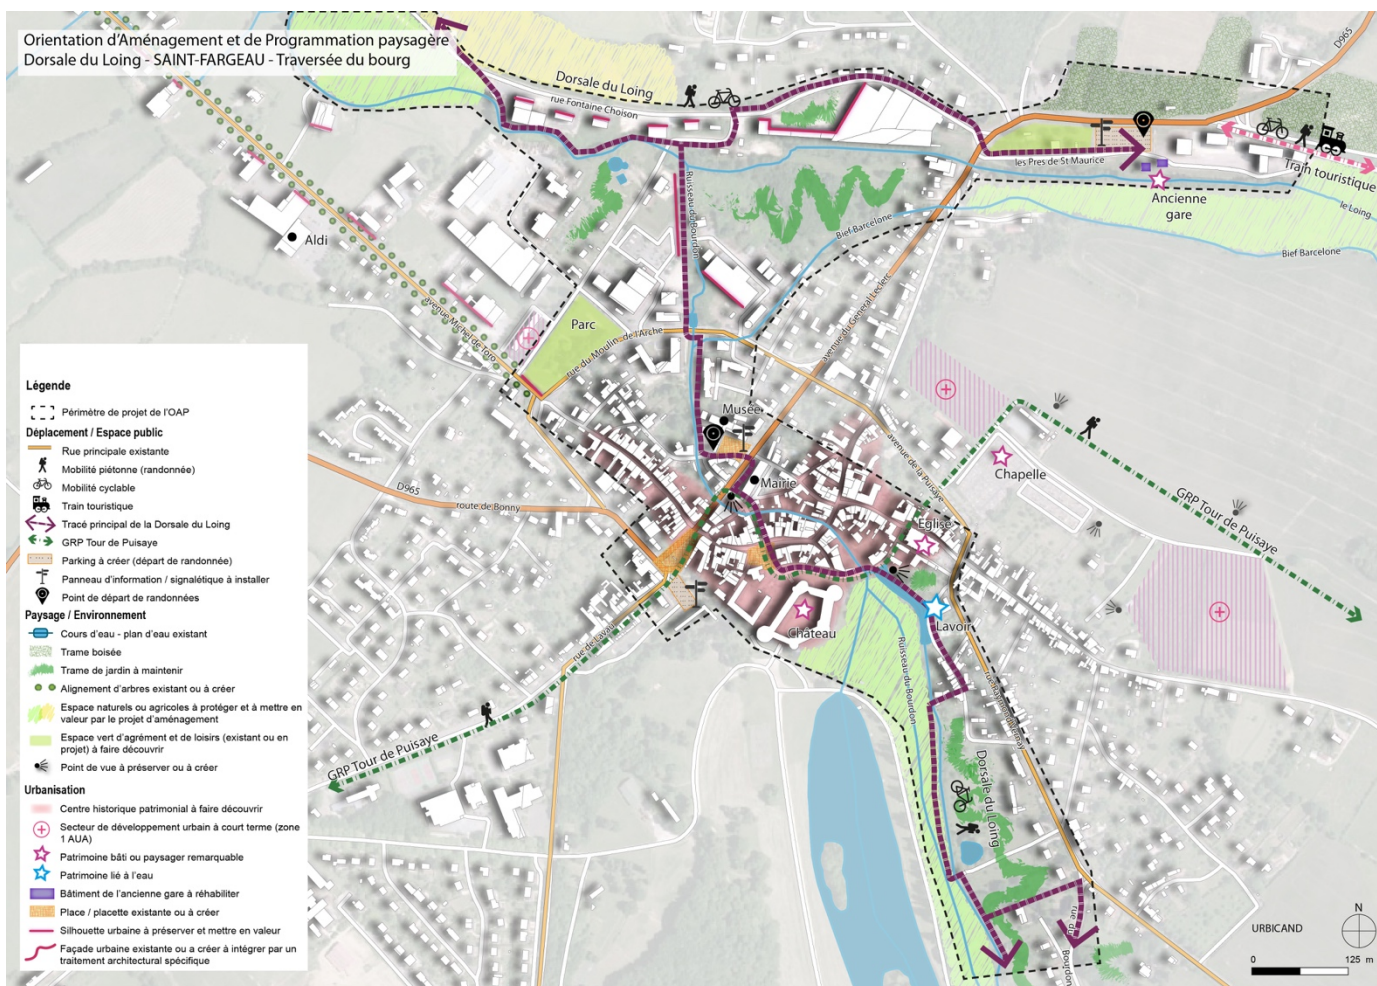 Orientation d'Aménagement et de Programmation paysagère
Dorsale du Loing - SAINT-FARGEAU - Traversée du bourg
Dorsale du Loing
rue Fontaine Choison
D965
les Pres de St Maurice
Train touristique
Ancienne
gare
le Loing
Bief Barcelone
Bief Barcelone
Ruisseau du Bourdon
Aldi
avenue Michel de Toro
Parc
rue du Moulin de l'Arche
avenue du General Leclerc
Musée
Mairie
avenue de la Puisaye
Chapelle
GRP Tour de Puisaye
D965
route de Bonny
Eglise
Château
Lavoir
rue de Lavau
Ruisseau du Bourdon
GRP Tour de Puisaye
Dorsale du Loing
rue du
Bourdon
Légende
Périmètre de projet de l'OAP
Déplacement / Espace public
Rue principale existante
Mobilité piétonne (randonnée)
Mobilité cyclable
Train touristique
Tracé principal de la Dorsale du Loing
GRP Tour de Puisaye
Parking à créer (départ de randonnée)
Panneau d'information / signalétique à installer
Point de départ de randonnées
Paysage / Environnement
Cours d'eau - plan d'eau existant
Trame boisée
Trame de jardin à maintenir
Alignement d'arbres existant ou à créer
Espace naturels ou agricoles à protéger et à mettre en
valeur par le projet d'aménagement
Espace vert d'agrément et de loisirs (existant ou en
projet) à faire découvrir
Point de vue à préserver ou à créer
Urbanisation
Centre historique patrimonial à faire découvrir
Secteur de développement urbain à court terme (zone
1 AUA)
Patrimoine bâti ou paysager remarquable
Patrimoine lié à l'eau
Bâtiment de l'ancienne gare à réhabiliter
Place / placette existante ou à créer
Silhouette urbaine à préserver et mettre en valeur
Façade urbaine existante ou a créer à intégrer par un
traitement architectural spécifique
URBICAND
N
0 125 m